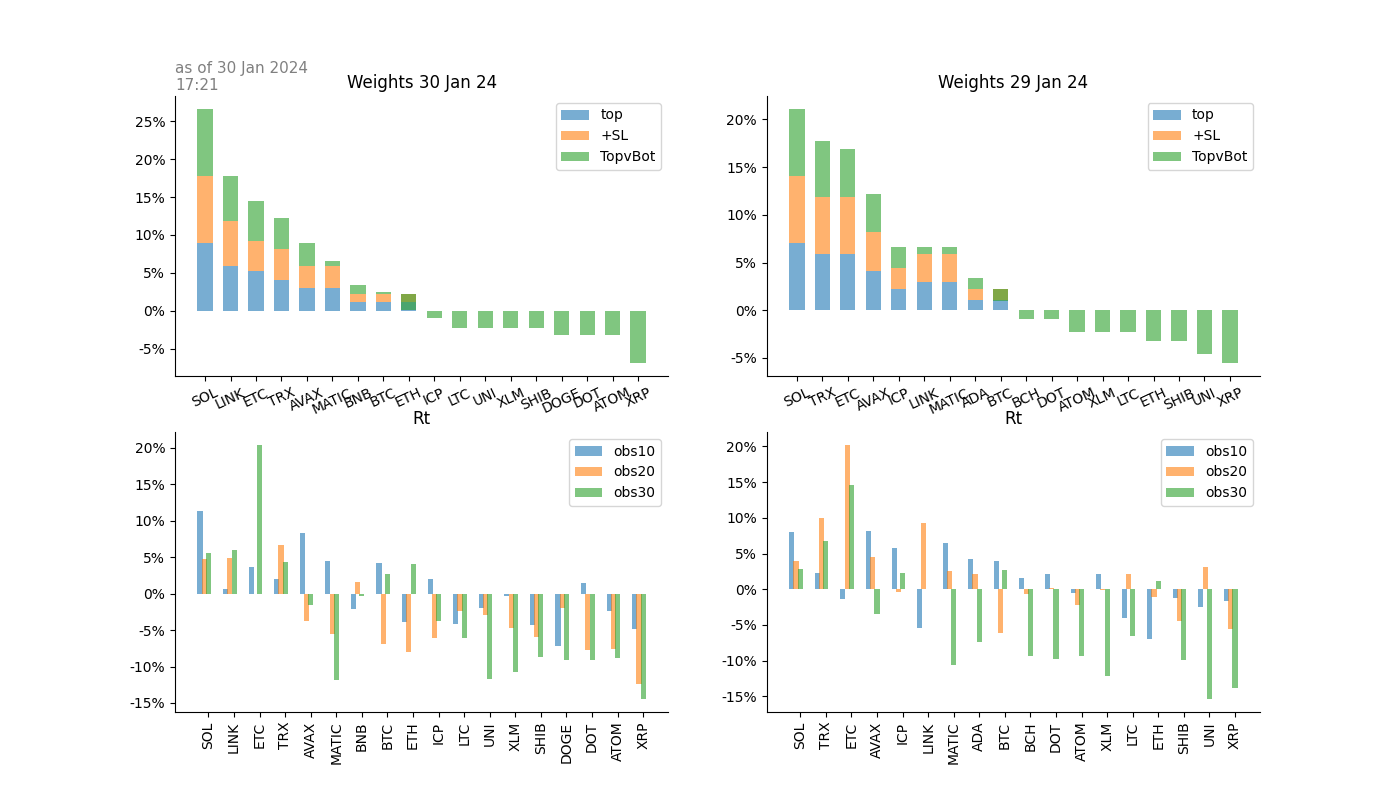 as of 30 Jan 2024
17:21
Weights 30 Jan 24
25%
20%
15%
10%
5%
0%
-5%
top
+SL
TopvBot
SOL LINK ETC TRX AVAX MATIC BNB BTC ETH ICP LTC UNI XLM SHIB DOGE DOT ATOM XRP
Weights 29 Jan 24
20%
15%
10%
5%
0%
-5%
top
+SL
TopvBot
SOL TRX ETC AVAX ICP LINK MATIC ADA BTC BCH DOT ATOM XLM LTC ETH SHIB UNI XRP
Rt
20%
15%
10%
5%
0%
-5%
-10%
-15%
obs10
obs20
obs30
SOL LINK ETC TRX AVAX MATIC BNB BTC ETH ICP LTC UNI XLM SHIB DOGE DOT ATOM XRP
Rt
20%
15%
10%
5%
0%
-5%
-10%
-15%
obs10
obs20
obs30
SOL TRX ETC AVAX ICP LINK MATIC ADA BTC BCH DOT ATOM XLM LTC ETH SHIB UNI XRP